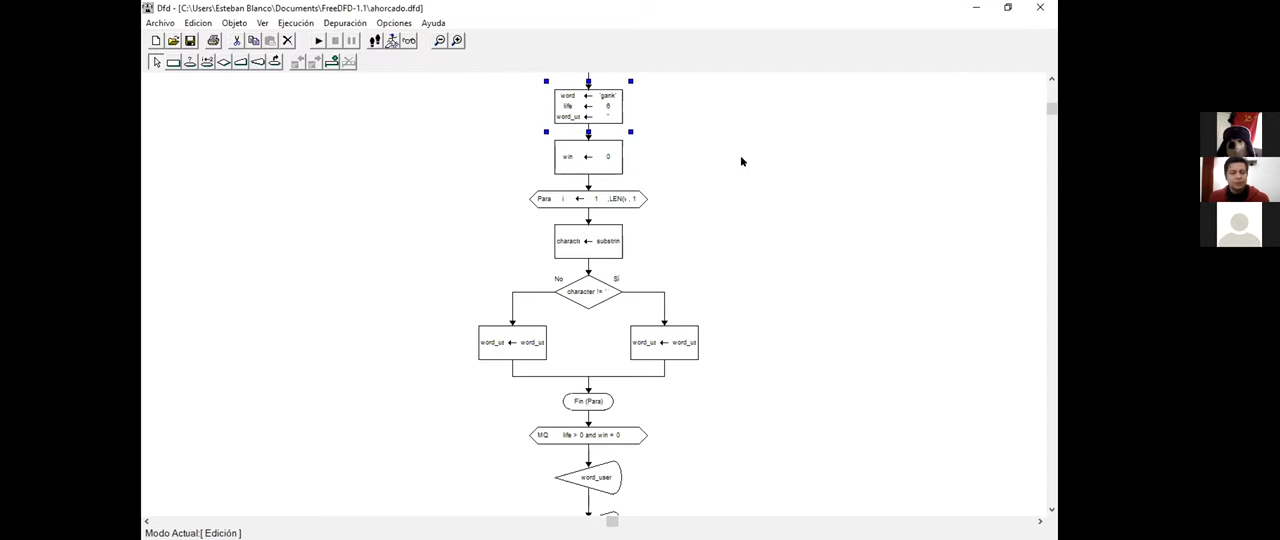 Dfd - [C:\Users\Esteban Blanco\Documents\FreeDFD-1.1\ahorcado.dfd]
Archivo Edicion Objeto Ver Ejecución Depuración Opciones Ayuda
word ← 'gank'
life ← 6
word_us ← ''
win ← 0
Para i ← 1 ,LEN(v , 1
charact ← substrin
No Sí
character != '
word_us ← word_us word_us ← word_us
Fin (Para)
MQ life > 0 and win = 0
word_user
Modo Actual:[ Edición ]